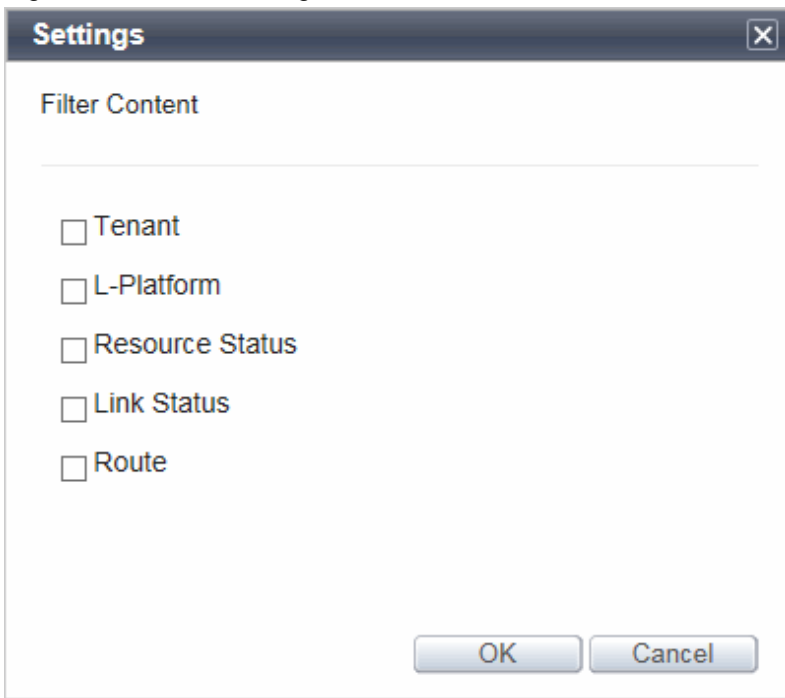 Settings
Filter Content
Tenant
L-Platform
Resource Status
Link Status
Route
OK Cancel